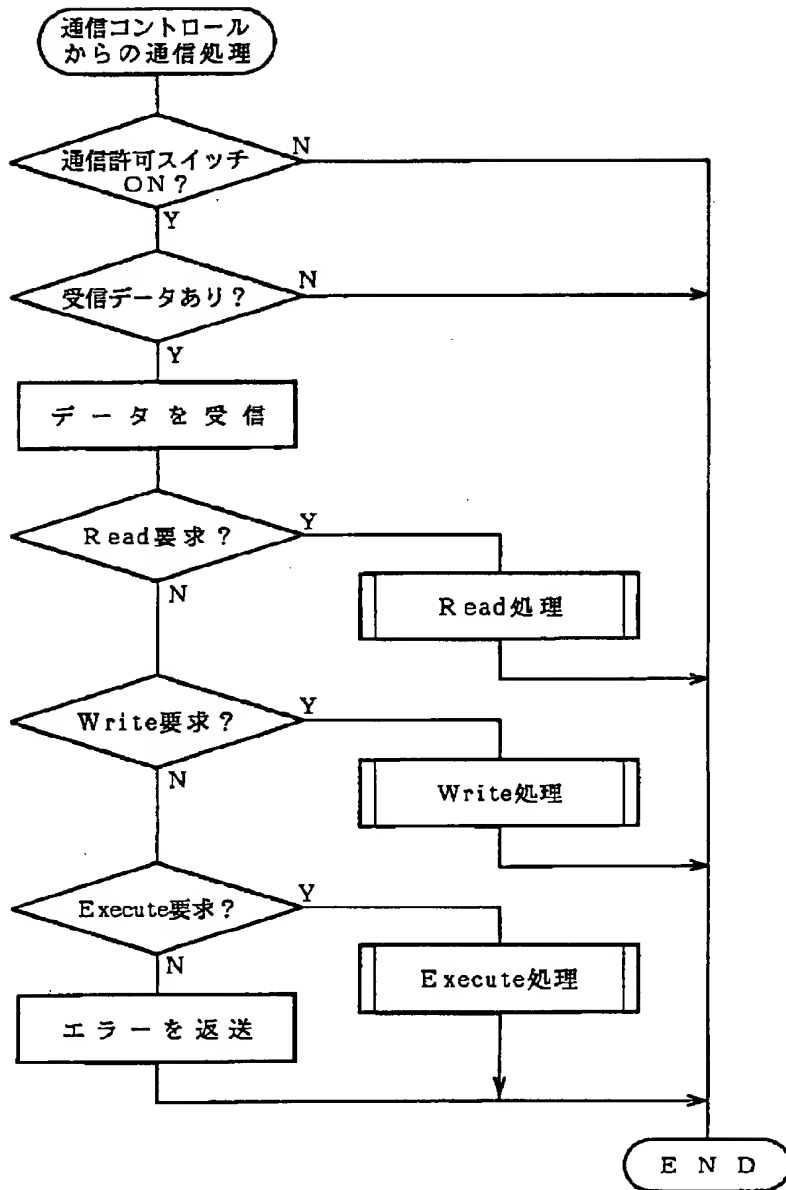 通信コントロール
からの通信処理
通信許可スイッチ
ON?
N
Y
受信データあり?
N
Y
データを受信
Read要求?
Y
N
Read処理
Write要求?
Y
N
Write処理
Execute要求?
Y
N
Execute処理
エラーを返送
END